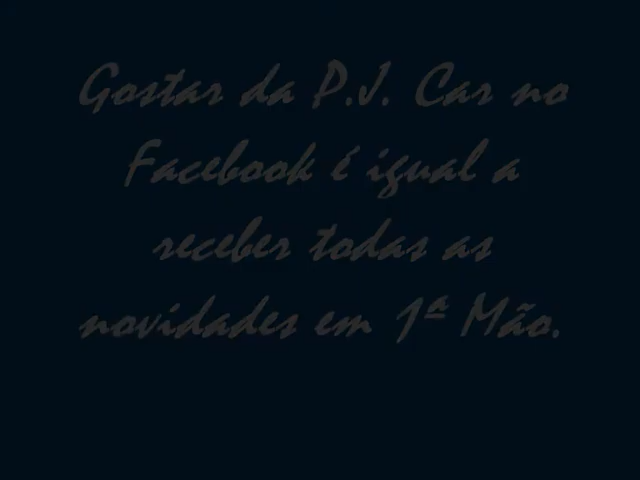 Gostar da P.J. Car no
Facebook é igual a
receber todas as
novidades em 1ª Mão.